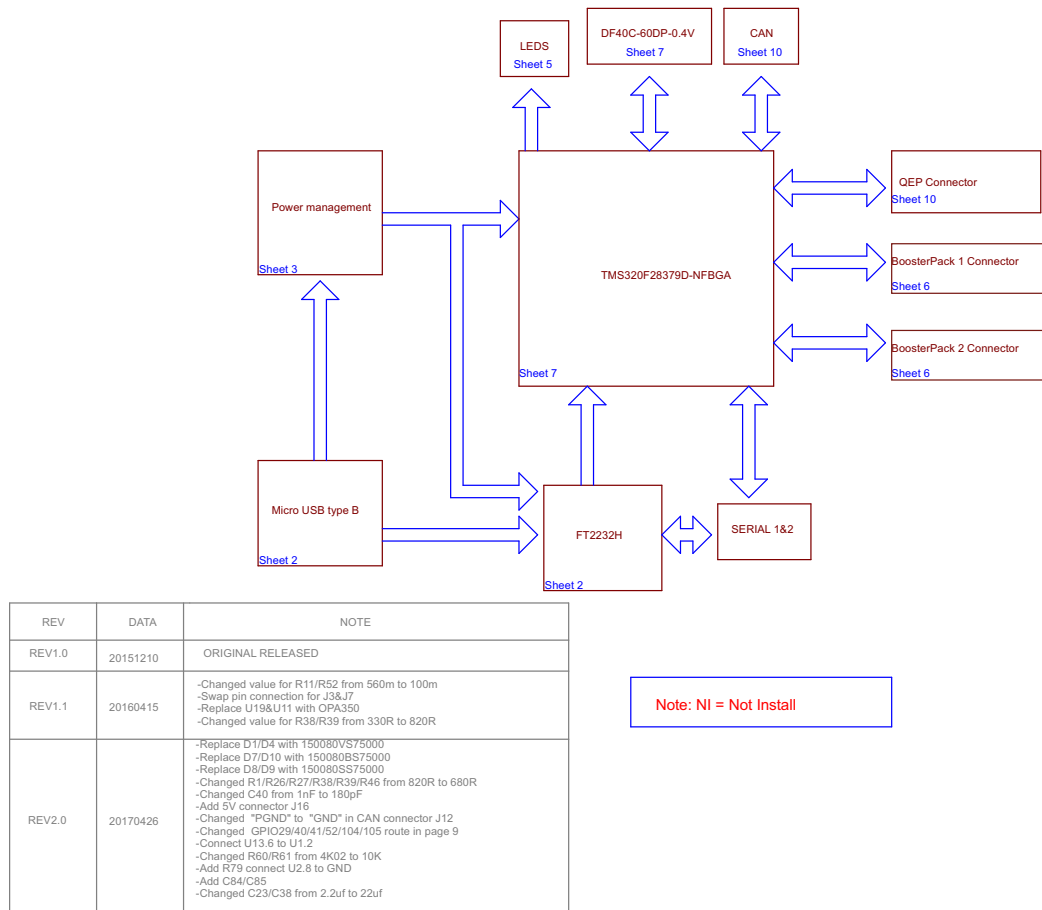 LEDS
Sheet 5
DF40C-60DP-0.4V
Sheet 7
CAN
Sheet 10
Power management
Sheet 3
TMS320F28379D-NFBGA
Sheet 7
QEP Connector
Sheet 10
BoosterPack 1 Connector
Sheet 6
BoosterPack 2 Connector
Sheet 6
Micro USB type B
Sheet 2
FT2232H
Sheet 2
SERIAL 1&2
REV DATA NOTE
REV1.0 20151210 ORIGINAL RELEASED
REV1.1 20160415
-Changed value for R11/R52 from 560m to 100m
-Swap pin connection for J3&J7
-Replace U19&U11 with OPA350
-Changed value for R38/R39 from 330R to 820R
REV2.0 20170426
-Replace D1/D4 with 150080VS75000
-Replace D7/D10 with 150080BS75000
-Replace D8/D9 with 150080SS75000
-Changed R1/R26/R27/R38/R39/R46 from 820R to 680R
-Changed C40 from 1nF to 180pF
-Add 5V connector J16
-Changed "PGND" to "GND" in CAN connector J12
-Changed GPIO29/40/41/52/104/105 route in page 9
-Connect U13.6 to U1.2
-Changed R60/R61 from 4K02 to 10K
-Add R79 connect U2.8 to GND
-Add C84/C85
-Changed C23/C38 from 2.2uf to 22uf
Note: NI = Not Install